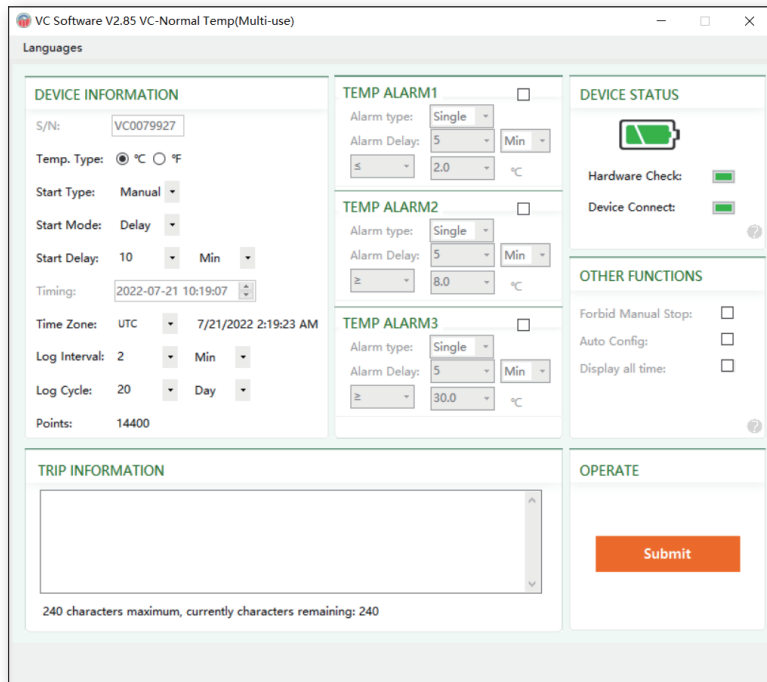 VC Software V2.85 VC-Normal Temp(Multi-use)
Languages
DEVICE INFORMATION
S/N: VC0079927
Temp. Type: ℃ ℉
Start Type: Manual
Start Mode: Delay
Start Delay: 10 Min
Timing: 2022-07-21 10:19:07
Time Zone: UTC 7/21/2022 2:19:23 AM
Log Interval: 2 Min
Log Cycle: 20 Day
Points: 14400
TEMP ALARM1
Alarm type: Single
Alarm Delay: 5 Min
≤ 2.0 ℃
TEMP ALARM2
Alarm type: Single
Alarm Delay: 5 Min
≥ 8.0 ℃
TEMP ALARM3
Alarm type: Single
Alarm Delay: 5 Min
≥ 30.0 ℃
DEVICE STATUS
Hardware Check:
Device Connect:
?
OTHER FUNCTIONS
Forbid Manual Stop:
Auto Config:
Display all time:
?
TRIP INFORMATION
240 characters maximum, currently characters remaining: 240
OPERATE
Submit